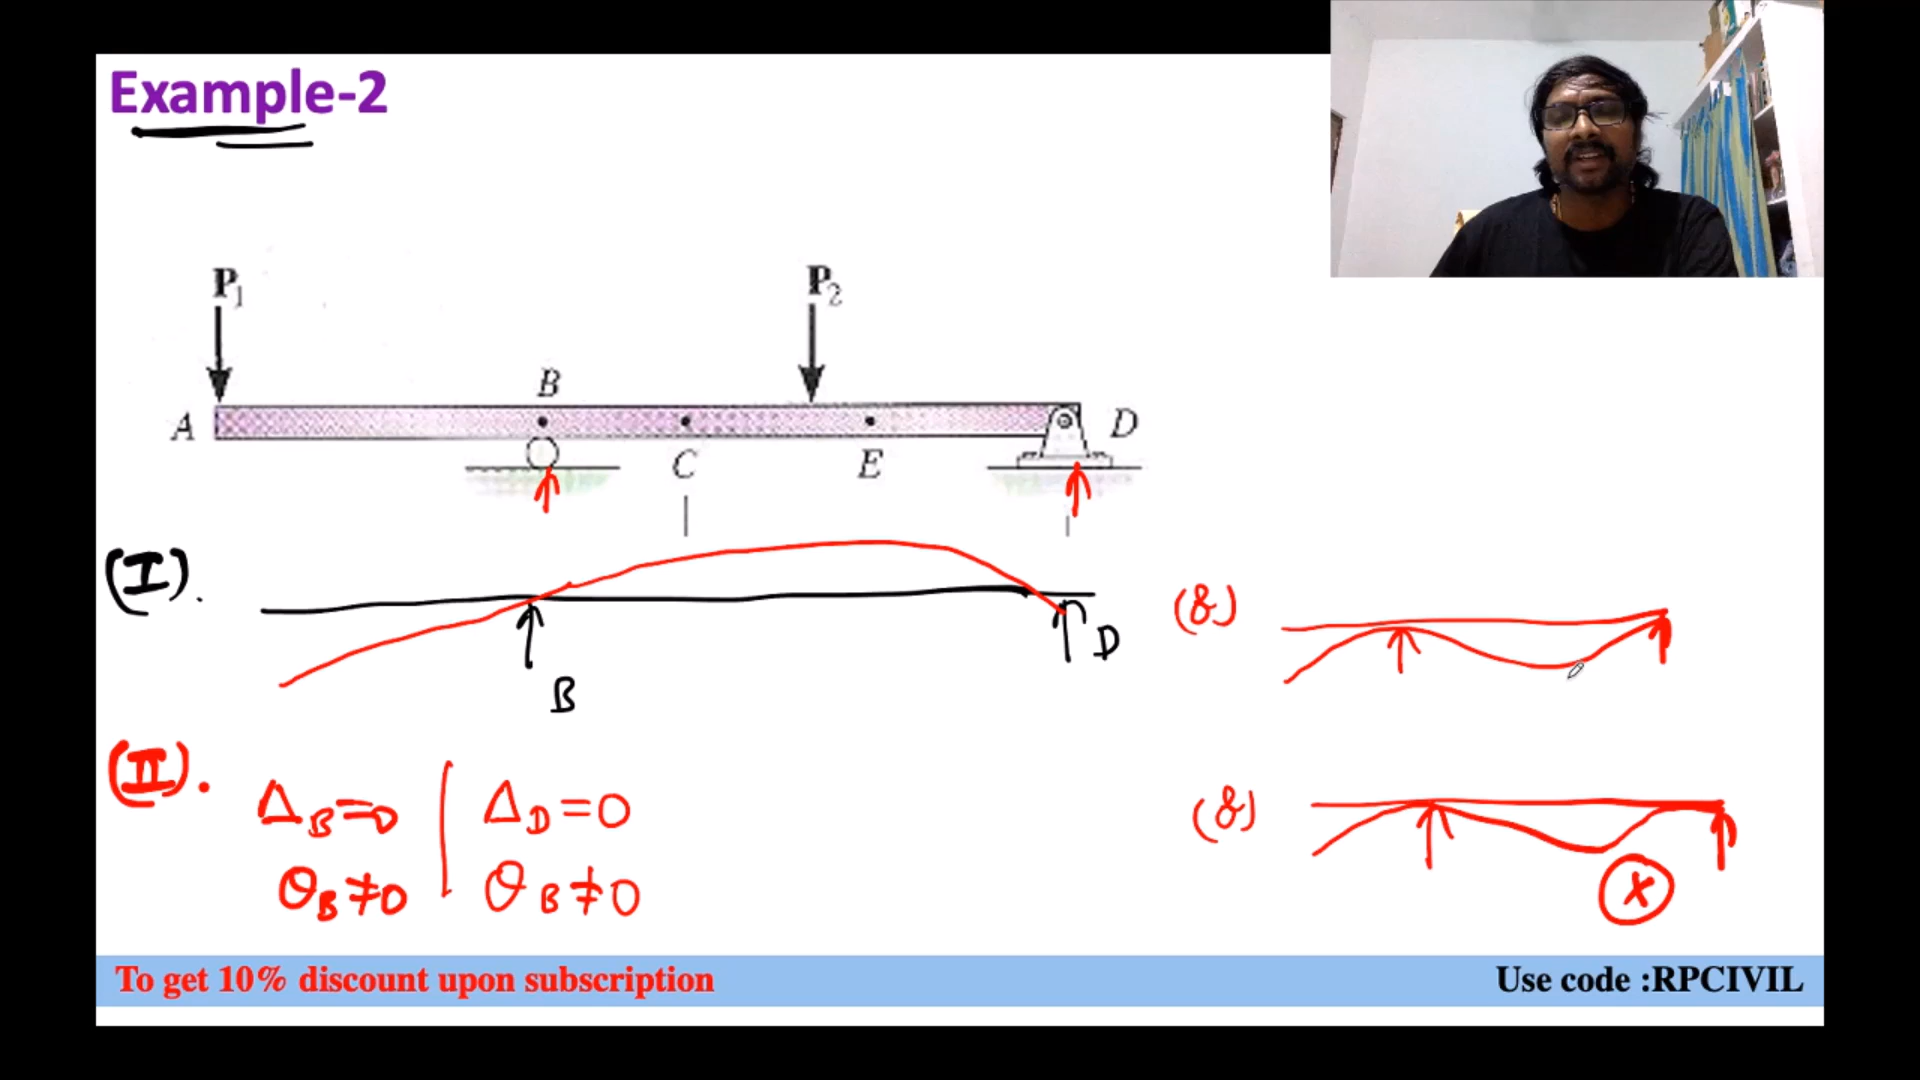 Example-2
P1
P2
B
A
D
C
E
(I).
(&)
D
B
(II).
ΔB=0
ΔD=0
(&)
θB≠0
θB≠0
X
To get 10% discount upon subscription
Use code :RPCIVIL